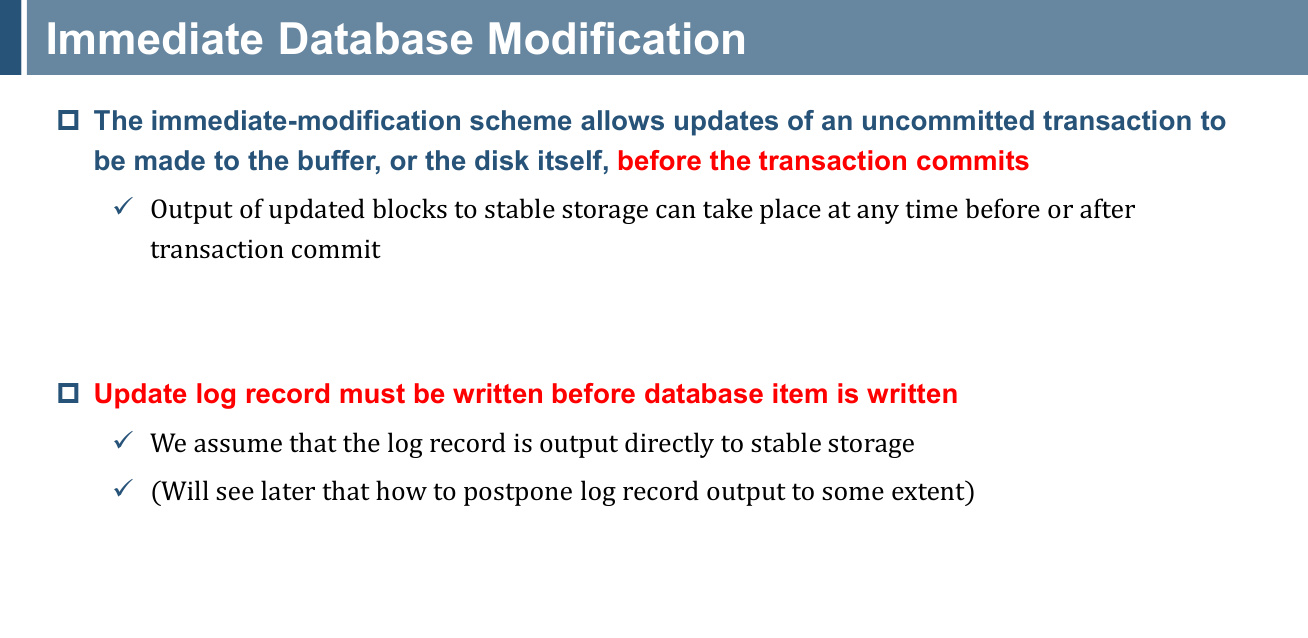 Immediate Database Modification
The immediate-modification scheme allows updates of an uncommitted transaction to
be made to the buffer, or the disk itself, before the transaction commits
Output of updated blocks to stable storage can take place at any time before or after
transaction commit
Update log record must be written before database item is written
We assume that the log record is output directly to stable storage
(Will see later that how to postpone log record output to some extent)